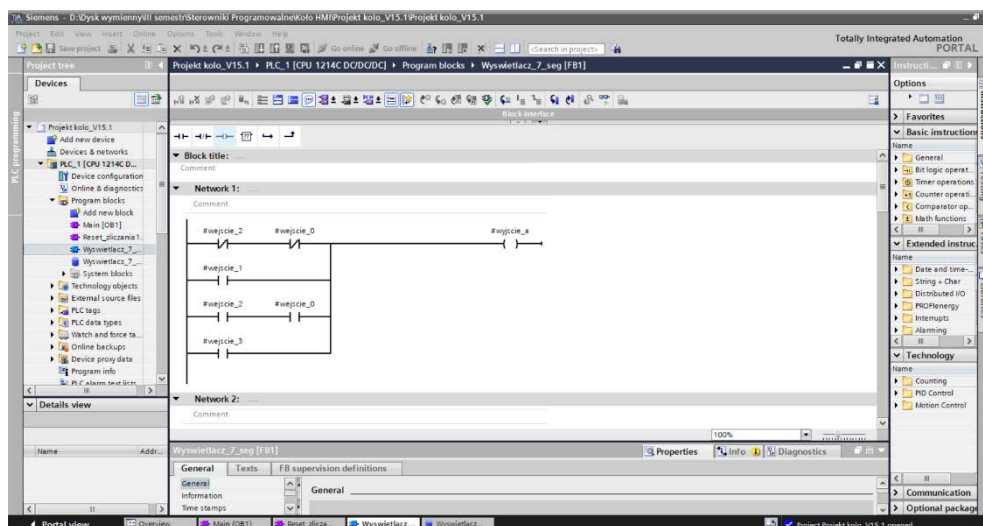 Siemens - D:\Dysk wymienny\III semestr\Sterowniki Programowalne\Koło HMI\Projekt kolo_V15.1\Projekt kolo_V15.1
Project Edit View Insert Online Options Tools Window Help
Save project
Go online
Go offline
<Search in project>
Totally Integrated Automation
PORTAL
Project tree
Projekt kolo_V15.1 PLC_1 [CPU 1214C DC/DC/DC] Program blocks Wyswietlacz_7_seg [FB1]
Instructi...
Devices
Options
PLC programming
Projekt kolo_V15.1
Add new device
Devices & networks
PLC_1 [CPU 1214C D...
Device configuration
Online & diagnostics
Program blocks
Add new block
Main [OB1]
Reset_zliczania1...
Wyswietlacz_7_...
Wyswietlacz_7_...
System blocks
Technology objects
External source files
PLC tags
PLC data types
Watch and force ta...
Online backups
Device proxy data
Program info
PLC alarm text lists
Details view
Name
Addr...
Block interface
Block title: ....
Comment
Network 1: ....
Comment
#wejscie_2
#wejscie_0
#wyjscie_a
#wejscie_1
#wejscie_2
#wejscie_0
#wejscie_3
Network 2: ....
Comment
100%
Wyswietlacz_7_seg [FB1]
Properties
Info
Diagnostics
General
Texts
FB supervision definitions
General
Information
Time stamps
General
Favorites
Basic instructions
Name
General
Bit logic operat...
Timer operations
Counter operati...
Comparator op...
Math functions
Extended instruc...
Name
Date and time-...
String + Char
Distributed I/O
PROFIenergy
Interrupts
Alarming
Technology
Name
Counting
PID Control
Motion Control
Communication
Optional package
Portal view
Overview
Main (OB1)
Reset_zlicza...
Wyswietlacz...
Wyswietlacz...
Project Projekt kolo_V15.1 opened.